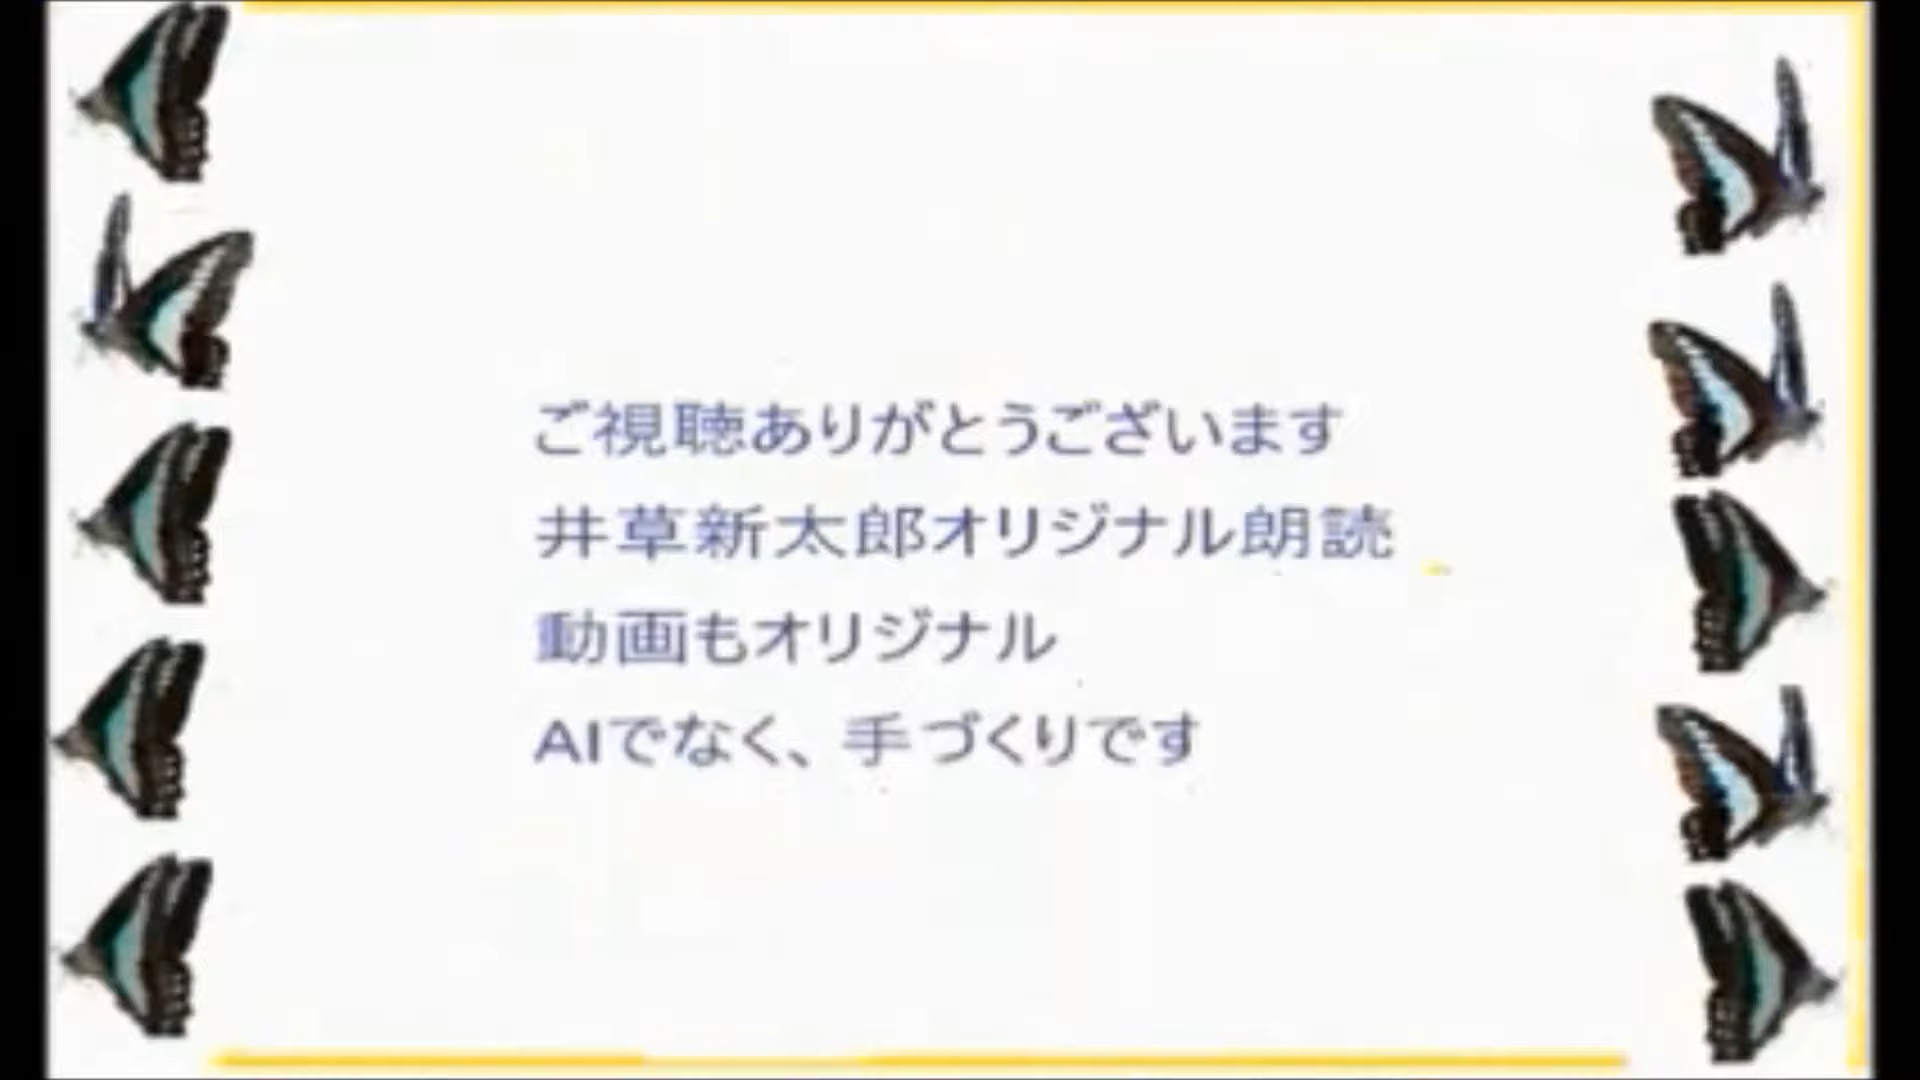 ご視聴ありがとうございます
井草新太郎オリジナル朗読
動画もオリジナル
AIでなく、手づくりです